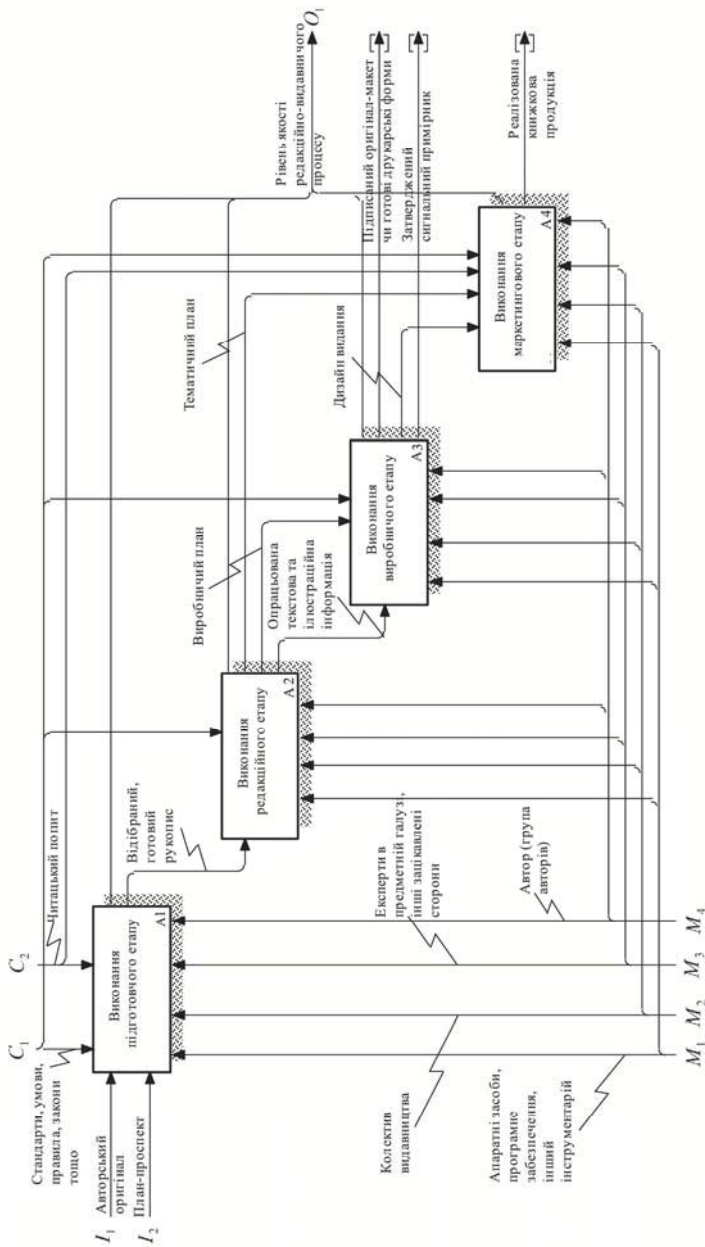 C₁
C₂
Стандарти, умови,
правила, закони
тощо
Читацький попит
I₁
Авторський
оригінал
I₂
План-проспект
Виконання
підготовчого етапу
A1
Відібраний,
готовий
рукопис
Виконання
редакційного етапу
A 2
Виробничий план
Тематичний план
Опрацьована
текстова та
ілюстраційна
інформація
Виконання
виробничого етапу
A3
Дизайн видання
Виконання
маркетингового етапу
A4
Рівень якості
редакційно-видавничого
процесу
O₁
Підписаний оригінал-макет
чи готові друкарські форми
Затверджений
сигнальний примірник
Реалізована
книжкова
продукція
Апаратні засоби,
програмне
забезпечення,
інший
інструментарій
Колектив
видавництва
Експерти в
предметній галузі,
інші зацікавлені
сторони
Автор (група
авторів)
M₁
M₂
M₃
M₄